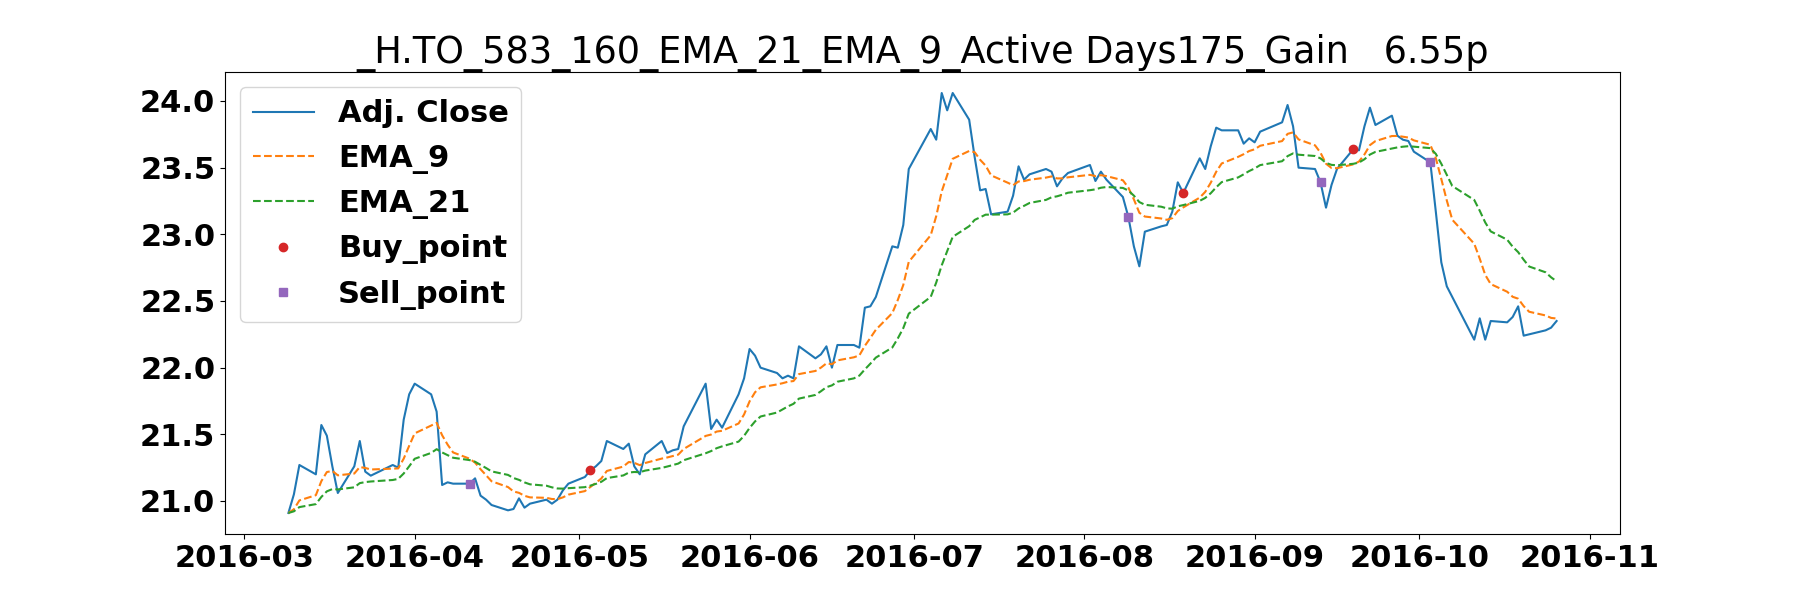 _H.TO_583_160_EMA_21_EMA_9_Active Days175_Gain   6.55p
24.0
23.5
23.0
22.5
22.0
21.5
21.0
Adj. Close
EMA_9
EMA_21
Buy_point
Sell_point
2016-03 2016-04 2016-05 2016-06 2016-07 2016-08 2016-09 2016-10 2016-11